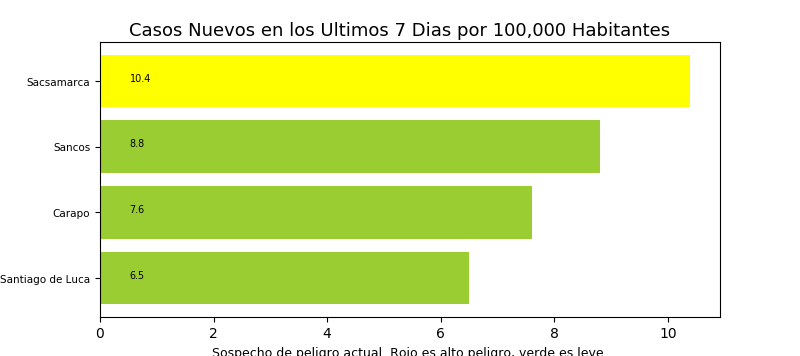 Casos Nuevos en los Ultimos 7 Dias por 100,000 Habitantes
Sacsamarca
10.4
Sancos
8.8
Carapo
7.6
Santiago de Luca
6.5
0 2 4 6 8 10
Sospecho de peligro actual. Rojo es alto peligro, verde es leve